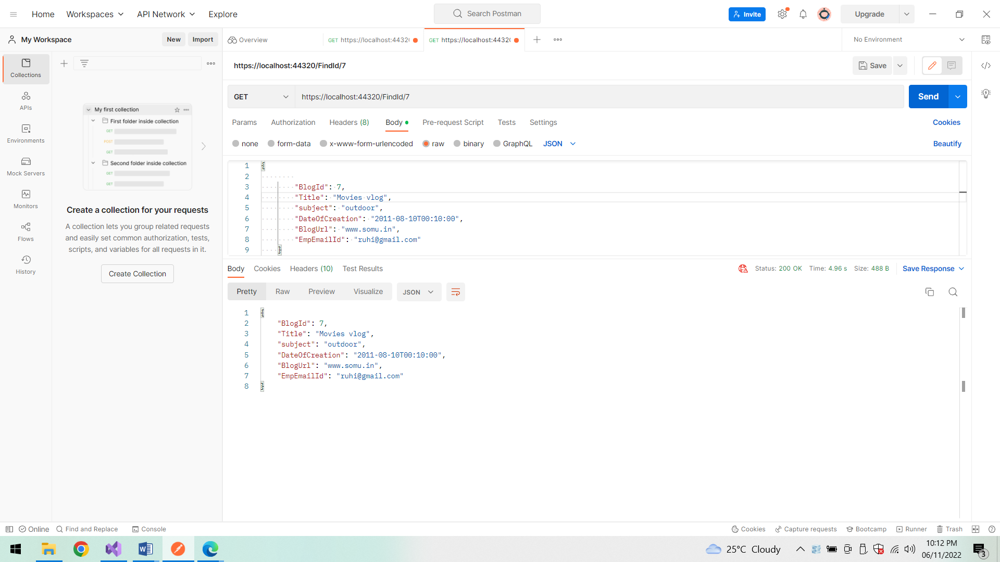 Home Workspaces API Network Explore Search Postman Invite Upgrade
My Workspace New Import Overview GET https://localhost:4432 GET https://localhost:4432 No Environment
Collections
APIs
Environments
Mock Servers
Monitors
Flows
History
My first collection
First folder inside collection
GET
POST
GET
Second folder inside collection
GET
GET
Create a collection for your requests
A collection lets you group related requests
and easily set common authorization, tests,
scripts, and variables for all requests in it.
Create Collection
https://localhost:44320/FindId/7 Save
GET https://localhost:44320/FindId/7 Send
Params Authorization Headers (8) Body Pre-request Script Tests Settings Cookies
none form-data x-www-form-urlencoded raw binary GraphQL JSON Beautify
1 {
2
3 "BlogId": 7,
4 "Title": "Movies vlog",
5 "subject": "outdoor",
6 "DateOfCreation": "2011-08-10T00:10:00",
7 "BlogUrl": "www.somu.in",
8 "EmpEmailId": "ruhi@gmail.com"
9 }
Body Cookies Headers (10) Test Results Status: 200 OK Time: 4.96 s Size: 488 B Save Response
Pretty Raw Preview Visualize JSON
1 {
2 "BlogId": 7,
3 "Title": "Movies vlog",
4 "subject": "outdoor",
5 "DateOfCreation": "2011-08-10T00:10:00",
6 "BlogUrl": "www.somu.in",
7 "EmpEmailId": "ruhi@gmail.com"
8 }
Online Find and Replace Console Cookies Capture requests Bootcamp Runner Trash
25°C Cloudy
10:12 PM
06/11/2022
3